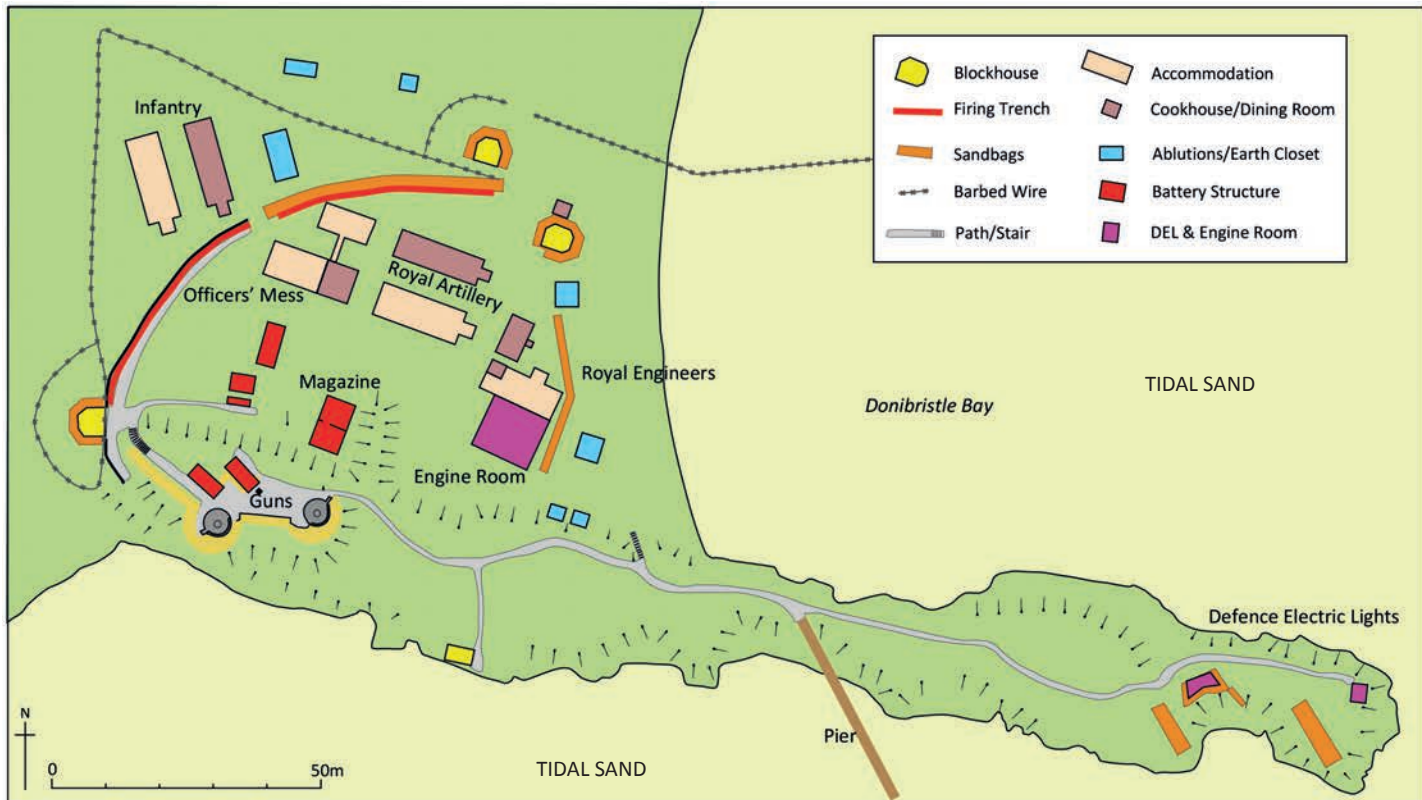 Infantry
Officers' Mess
Royal Artillery
Magazine
Guns
Engine Room
Royal Engineers
Donibristle Bay
TIDAL SAND
Defence Electric Lights
Pier
TIDAL SAND
N
0 50m
Blockhouse
Firing Trench
Sandbags
Barbed Wire
Path/Stair
Accommodation
Cookhouse/Dining Room
Ablutions/Earth Closet
Battery Structure
DEL & Engine Room